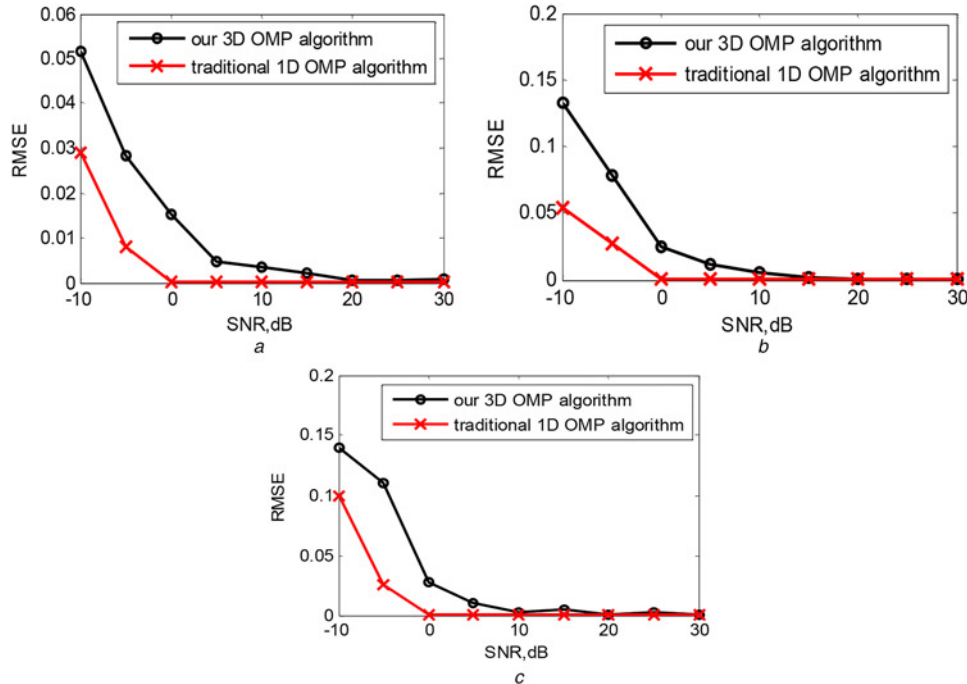 0.06
0.05
0.04
0.03
0.02
0.01
0
RMSE
our 3D OMP algorithm
traditional 1D OMP algorithm
-10 0 10 20 30
SNR,dB
a
0.2
0.15
0.1
0.05
0
RMSE
our 3D OMP algorithm
traditional 1D OMP algorithm
-10 0 10 20 30
SNR,dB
b
0.2
0.15
0.1
0.05
0
RMSE
our 3D OMP algorithm
traditional 1D OMP algorithm
-10 0 10 20 30
SNR,dB
c